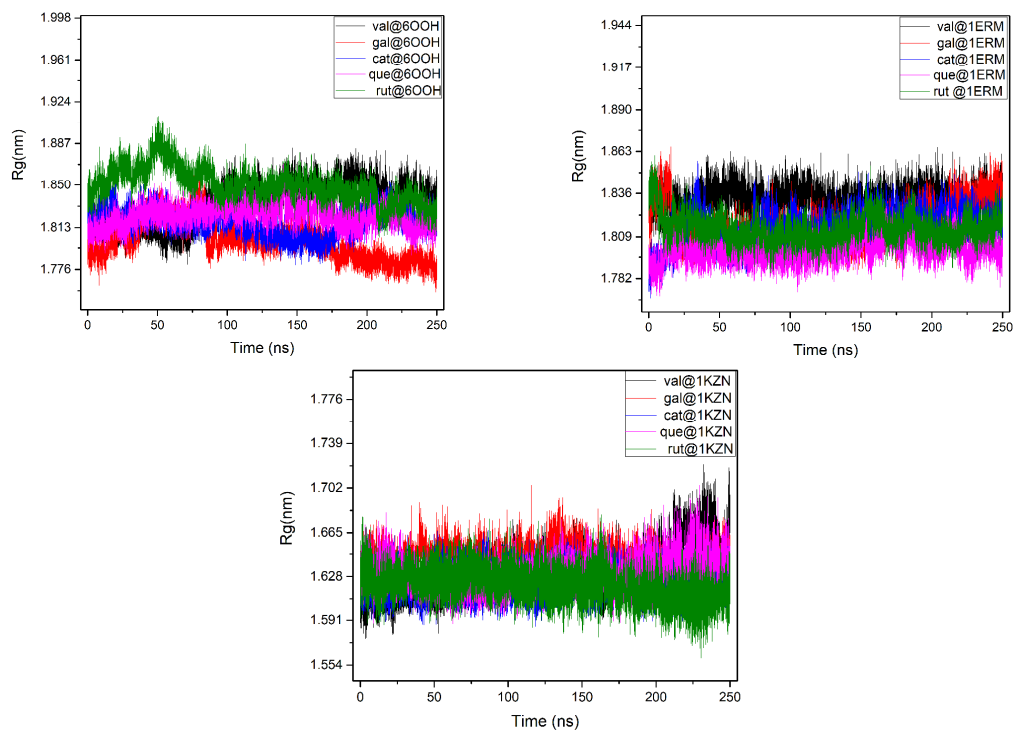 1.998
1.961
1.924
1.887
1.850
1.813
1.776
Rg(nm)
val@6OOH
gal@6OOH
cat@6OOH
que@6OOH
rut@6OOH
0 50 100 150 200 250
Time (ns)
1.944
1.917
1.890
1.863
1.836
1.809
1.782
Rg(nm)
val@1ERM
gal@1ERM
cat@1ERM
que@1ERM
rut @1ERM
0 50 100 150 200 250
Time (ns)
1.776
1.739
1.702
1.665
1.628
1.591
1.554
Rg(nm)
val@1KZN
gal@1KZN
cat@1KZN
que@1KZN
rut@1KZN
0 50 100 150 200 250
Time (ns)